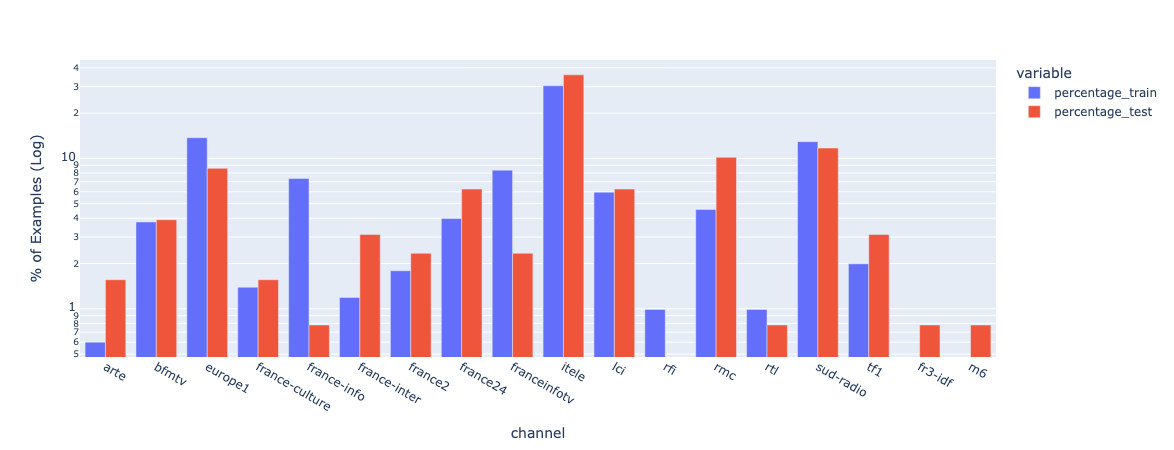 variable
percentage_train
percentage_test
% of Examples (Log)
4
3
2
10
9
8
7
6
5
4
3
2
1
9
8
7
6
5
arte
bfmtv
europe1
france-culture
france-info
france-inter
france2
france24
franceinfotv
itele
lci
rfi
rmc
rtl
sud-radio
tf1
fr3-idf
m6
channel